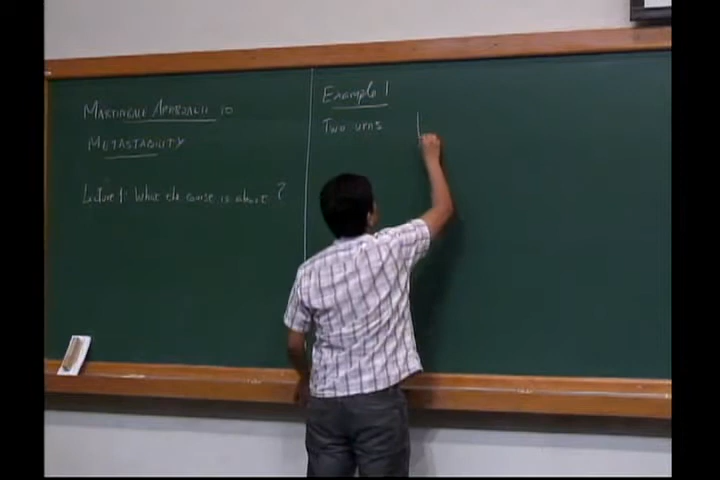 MARTINGALE APPROACH TO
METASTABILITY
Lecture 1: What the course is about?
Example 1
Two urns